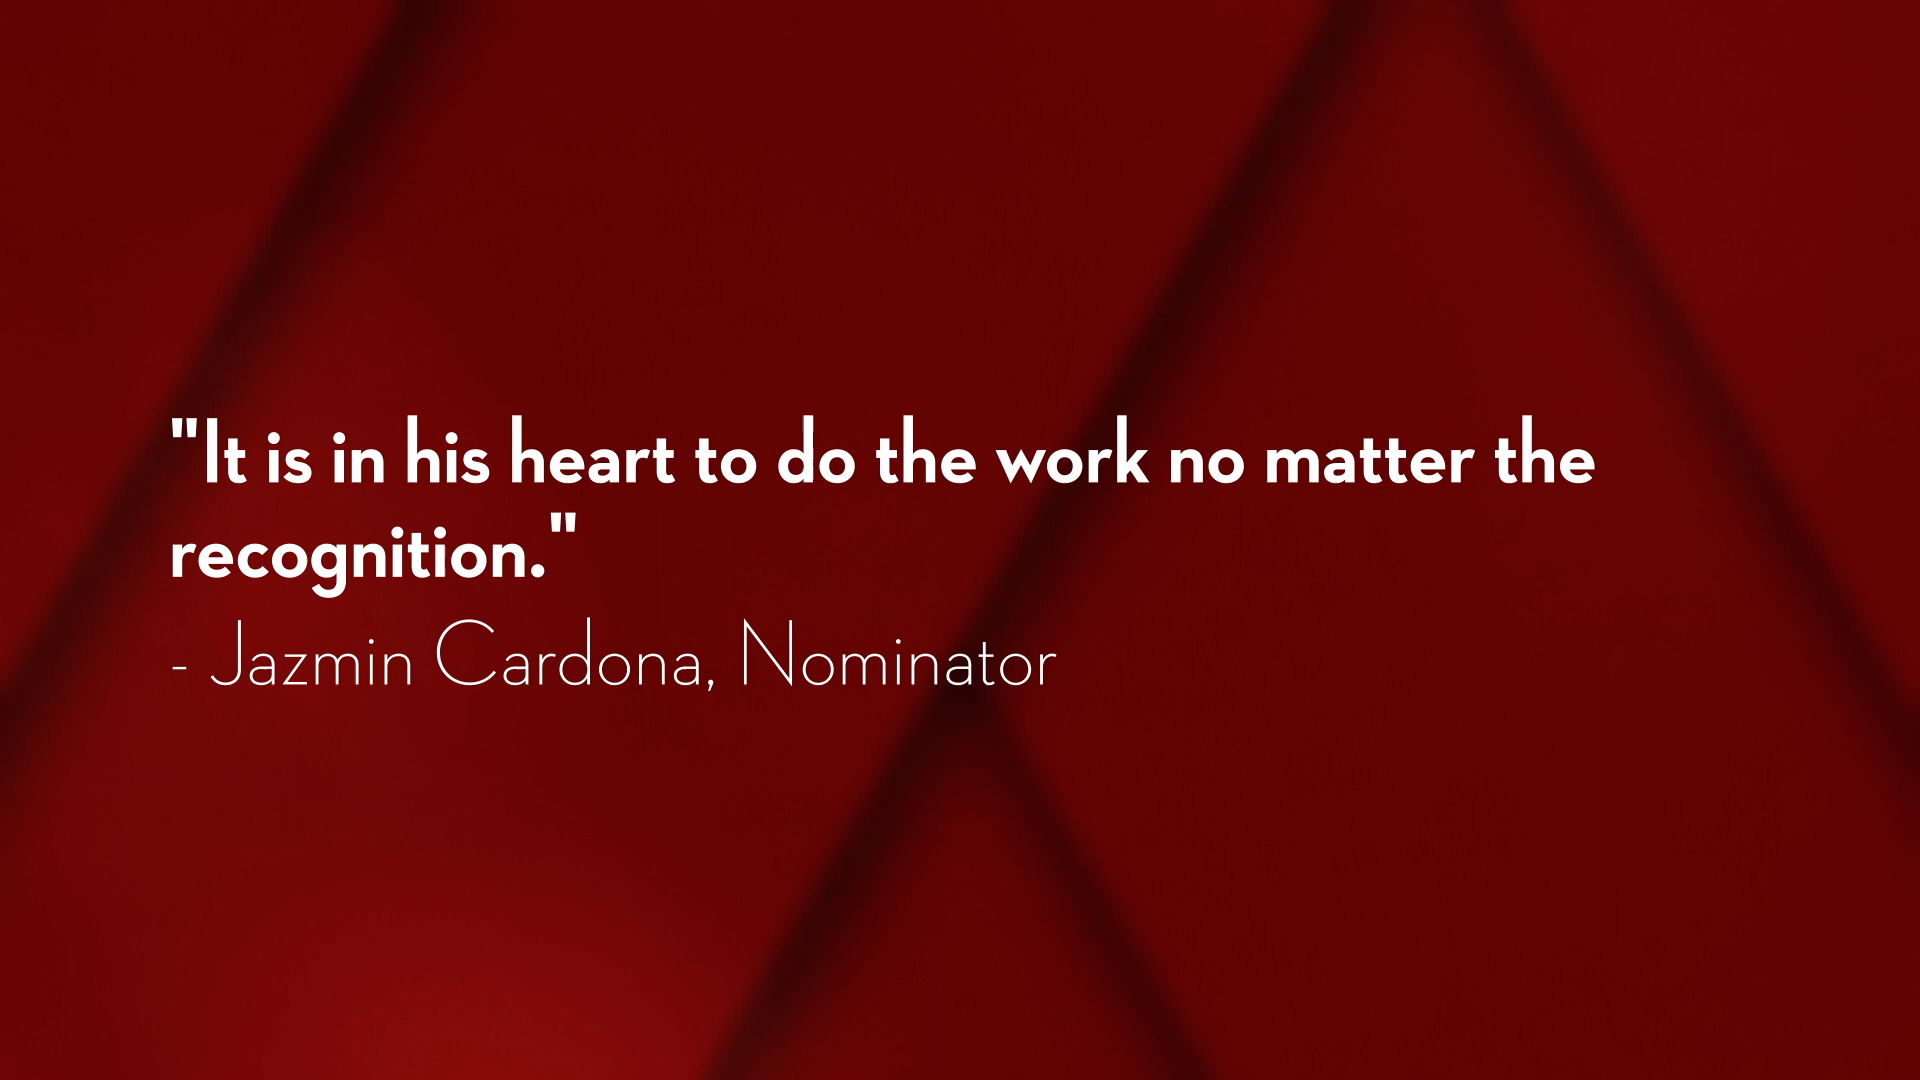 "It is in his heart to do the work no matter the
recognition."
- Jazmin Cardona, Nominator